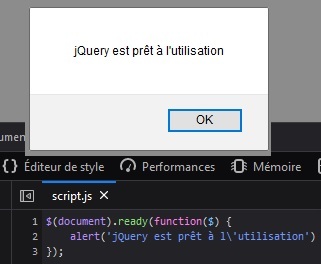 jQuery est prêt à l'utilisation
OK
Éditeur de style Performances Mémoire
script.js
1 $(document).ready(function($) {
2 alert('jQuery est prêt à l\'utilisation')
3 });